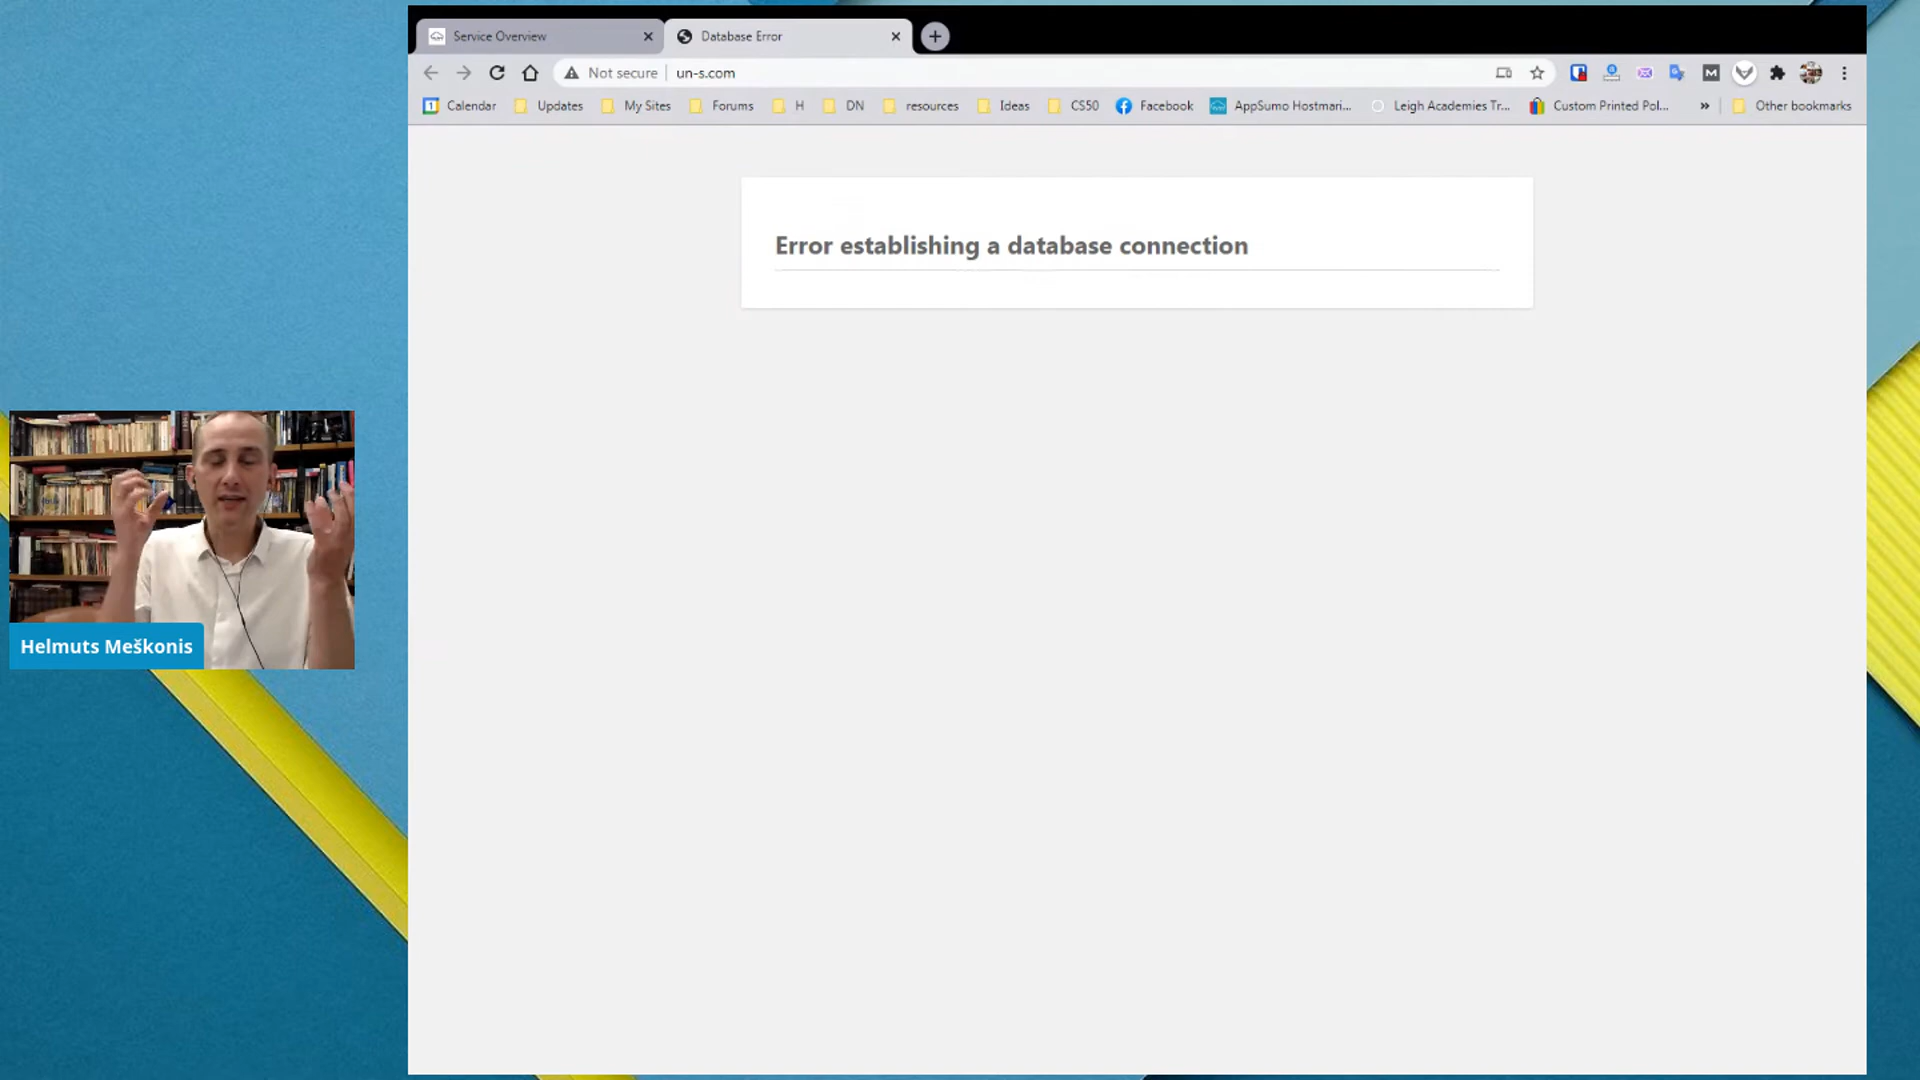 Service Overview
Database Error
Not secure
un-s.com
Calendar
Updates
My Sites
Forums
H
DN
resources
Ideas
CS50
Facebook
AppSumo Hostmari...
Leigh Academies Tr...
Custom Printed Pol...
»
Other bookmarks
Error establishing a database connection
Helmuts Meškonis